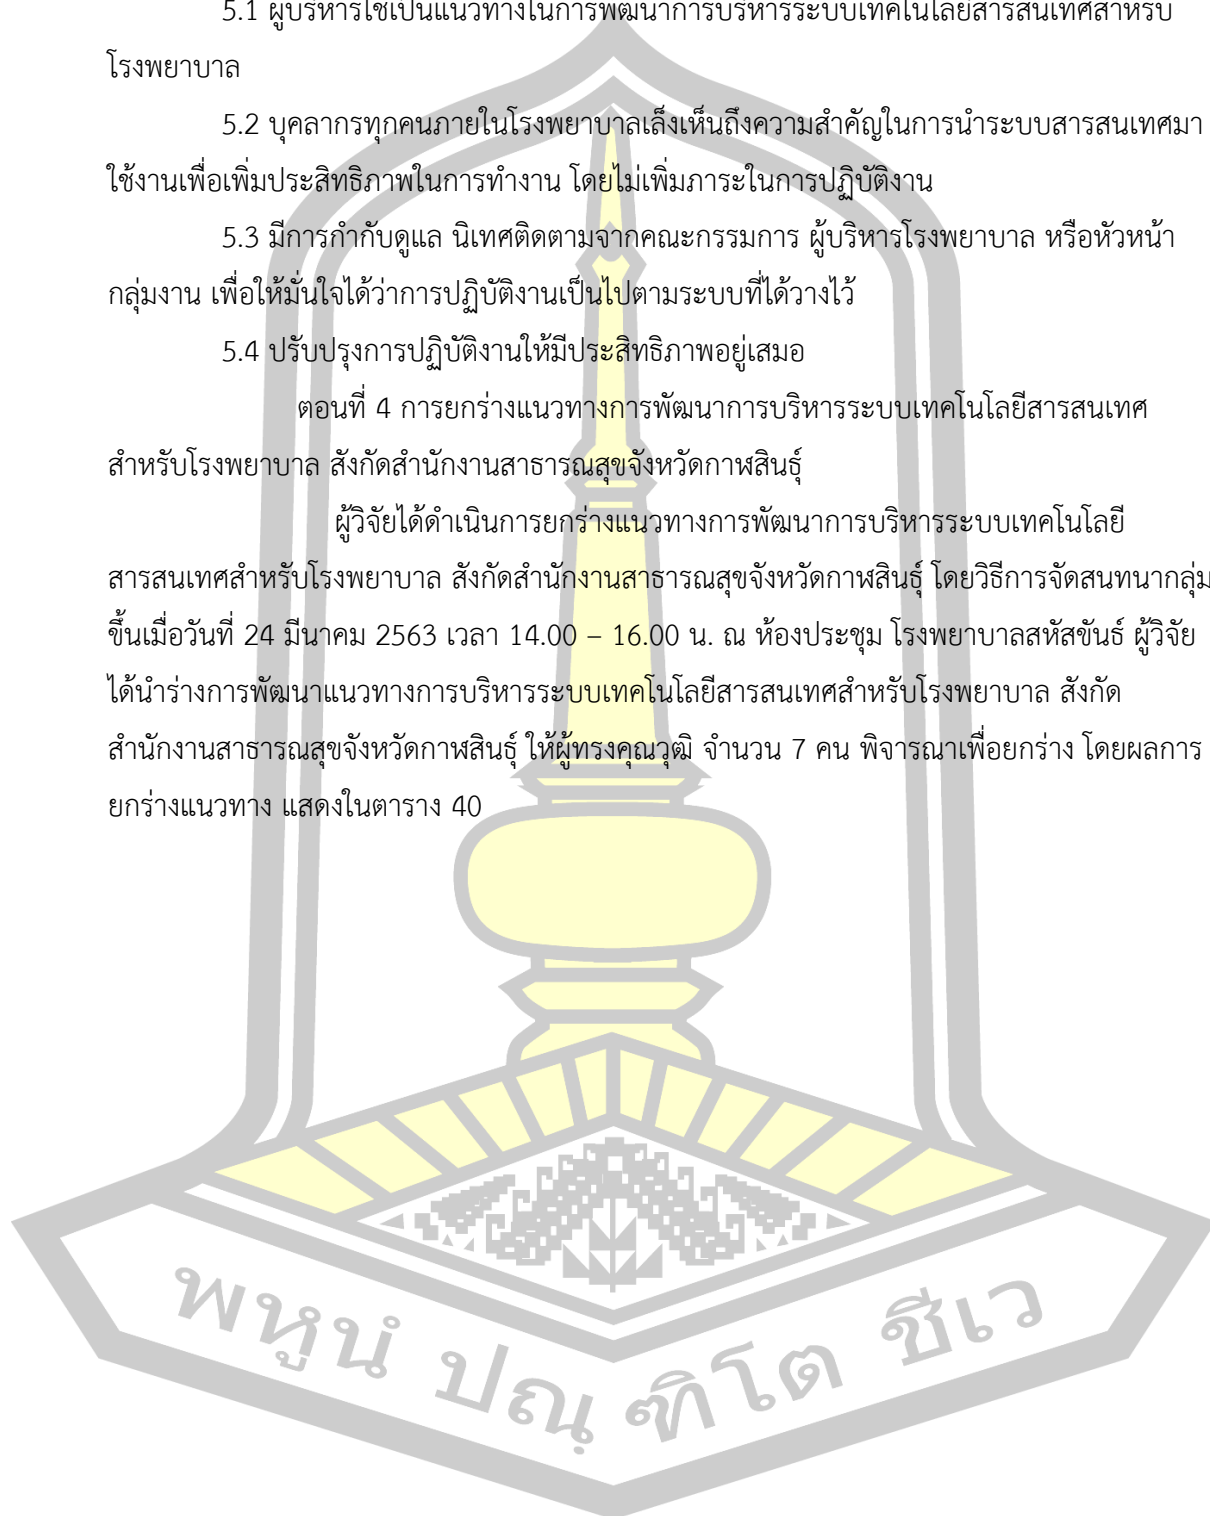 5.1 ผู้บริหารใช้เป็นแนวทางในการพัฒนาการบริหารระบบเทคโนโลยีสารสนเทศสำหรับ
โรงพยาบาล
5.2 บุคลากรทุกคนภายในโรงพยาบาลเล็งเห็นถึงความสำคัญในการนำระบบสารสนเทศมา
ใช้งานเพื่อเพิ่มประสิทธิภาพในการทำงาน โดยไม่เพิ่มภาระในการปฏิบัติงาน
5.3 มีการกำกับดูแล นิเทศติดตามจากคณะกรรมการ ผู้บริหารโรงพยาบาล หรือหัวหน้า
กลุ่มงาน เพื่อให้มั่นใจได้ว่าการปฏิบัติงานเป็นไปตามระบบที่ได้วางไว้
5.4 ปรับปรุงการปฏิบัติงานให้มีประสิทธิภาพอยู่เสมอ
ตอนที่ 4 การยกร่างแนวทางการพัฒนาการบริหารระบบเทคโนโลยีสารสนเทศ
สำหรับโรงพยาบาล สังกัดสำนักงานสาธารณสุขจังหวัดกาฬสินธุ์
ผู้วิจัยได้ดำเนินการยกร่างแนวทางการพัฒนาการบริหารระบบเทคโนโลยี
สารสนเทศสำหรับโรงพยาบาล สังกัดสำนักงานสาธารณสุขจังหวัดกาฬสินธุ์ โดยวิธีการจัดสนทนากลุ่ม
ขึ้นเมื่อวันที่ 24 มีนาคม 2563 เวลา 14.00 – 16.00 น. ณ ห้องประชุม โรงพยาบาลสหัสขันธ์ ผู้วิจัย
ได้นำร่างการพัฒนาแนวทางการบริหารระบบเทคโนโลยีสารสนเทศสำหรับโรงพยาบาล สังกัด
สำนักงานสาธารณสุขจังหวัดกาฬสินธุ์ ให้ผู้ทรงคุณวุฒิ จำนวน 7 คน พิจารณาเพื่อยกร่าง โดยผลการ
ยกร่างแนวทาง แสดงในตาราง 40
พหูนํ ปณฺฑิโต ชีเว